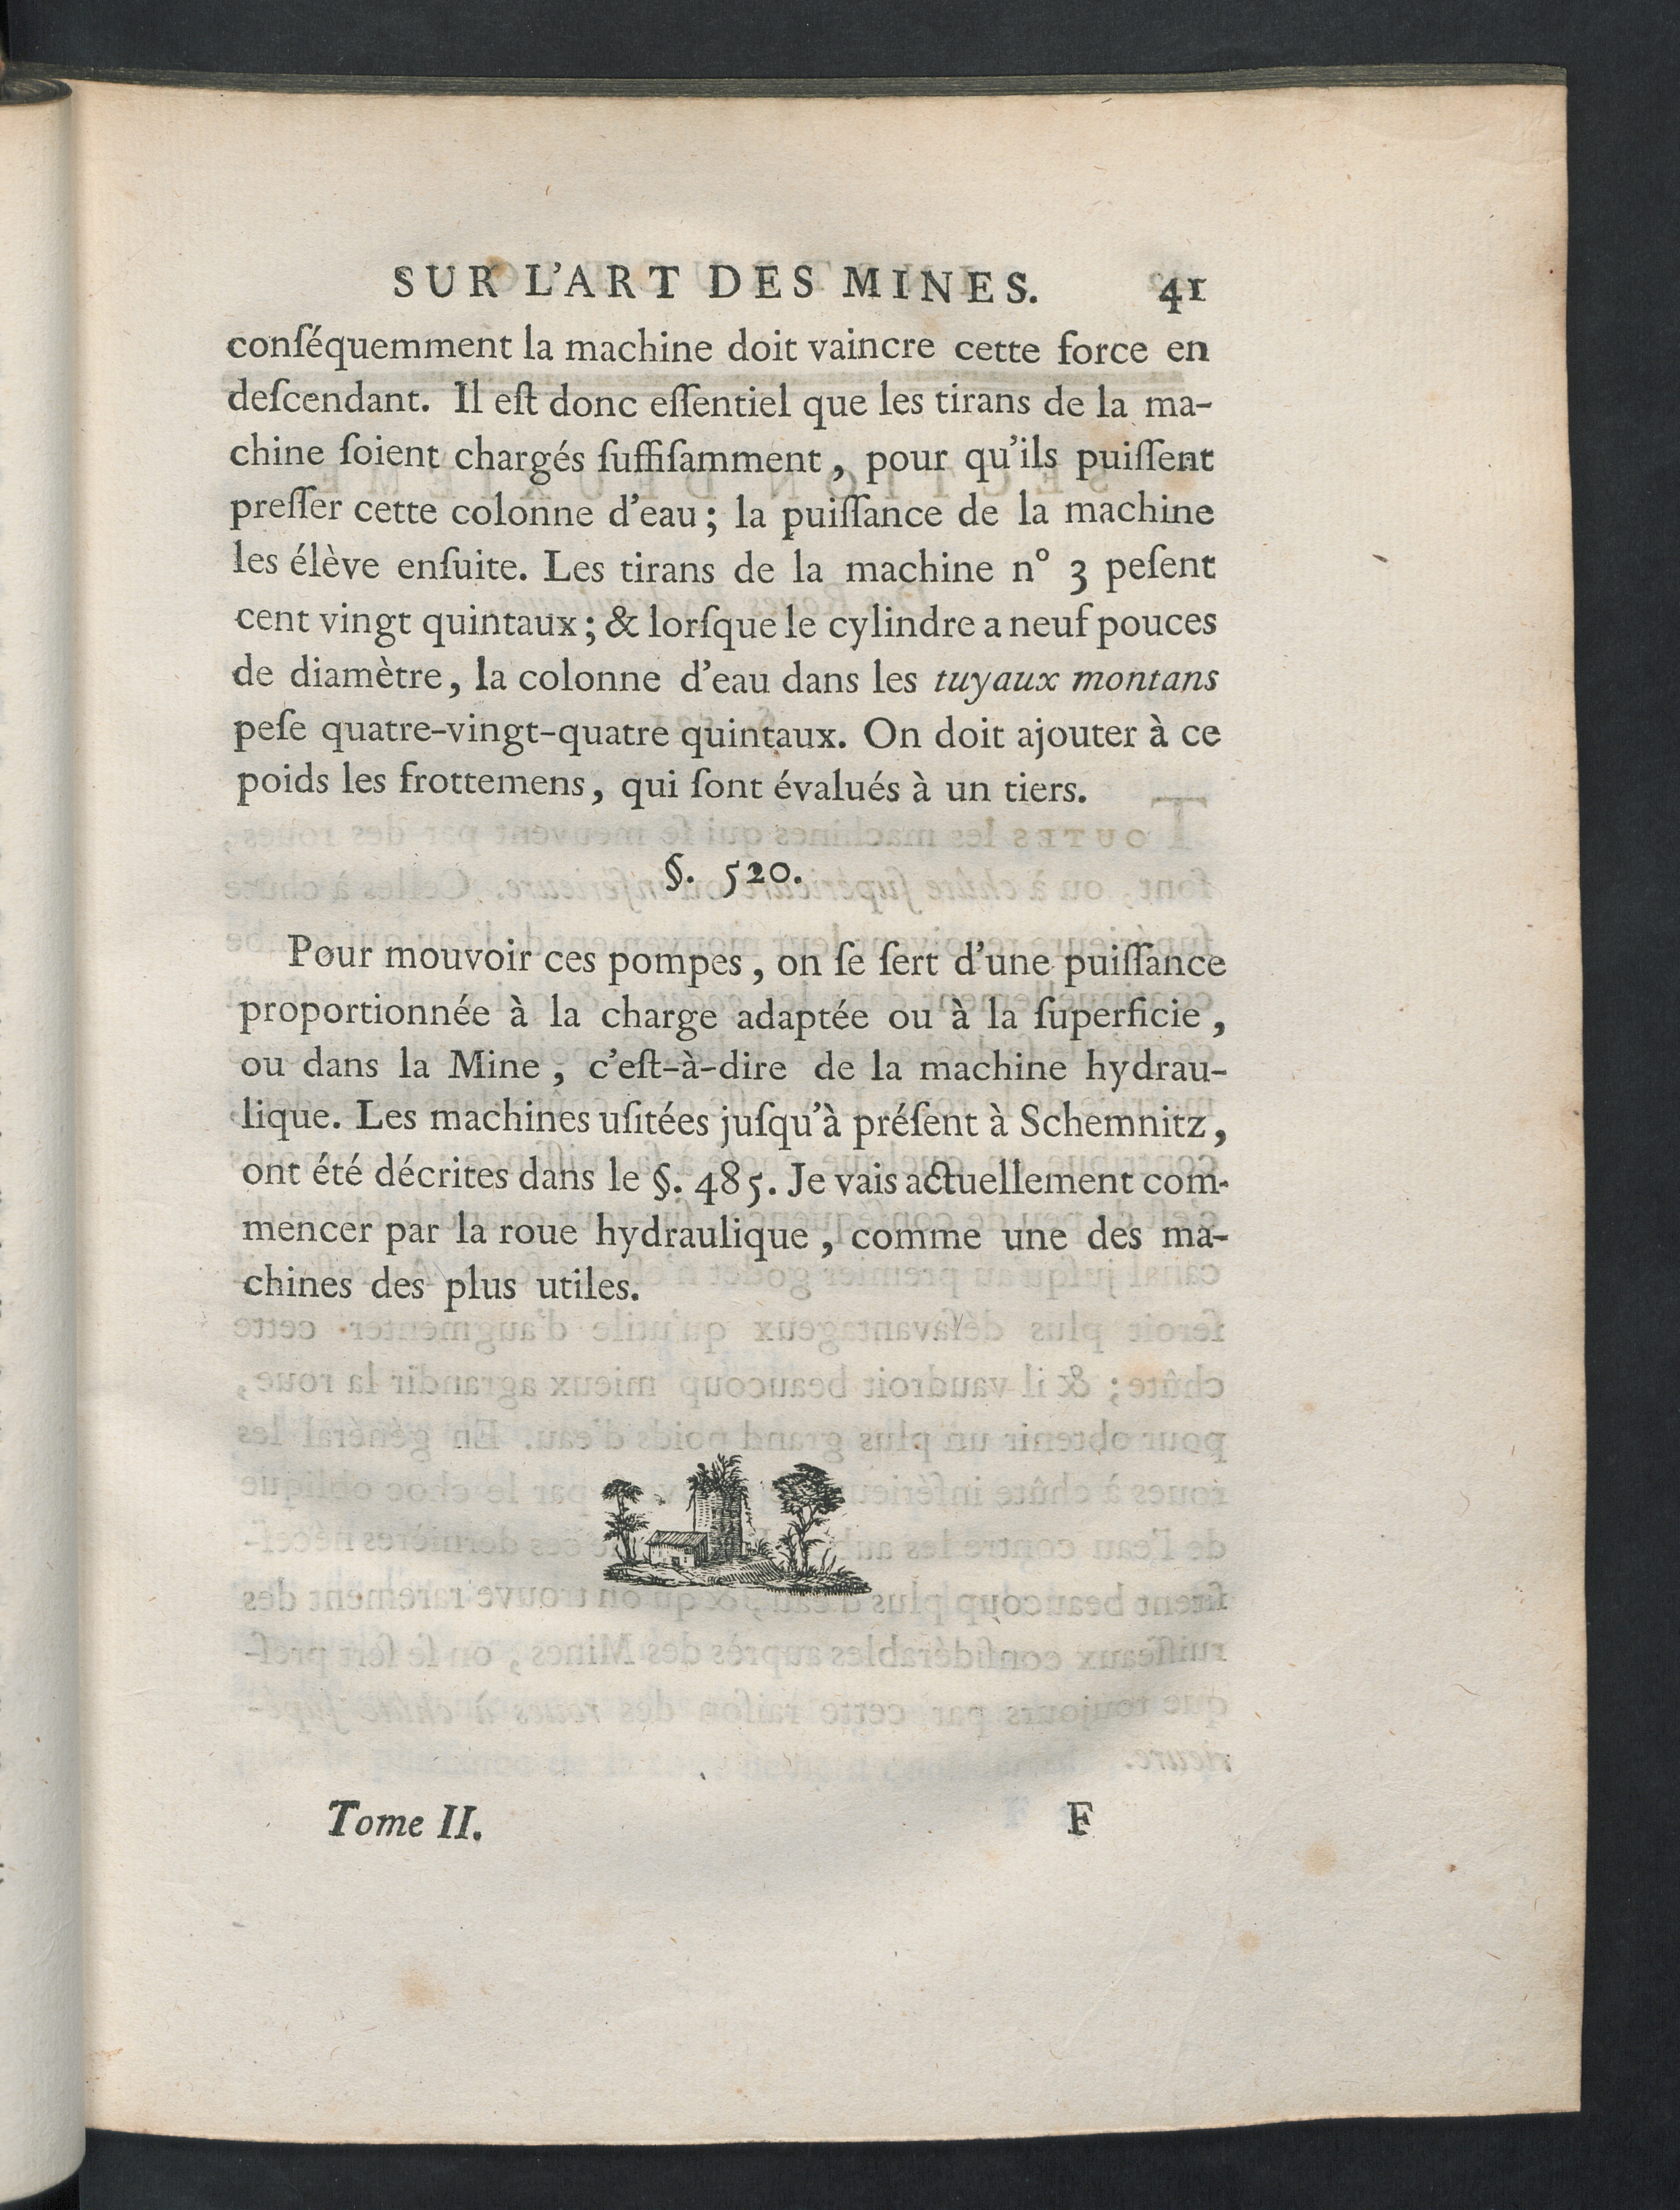 SUR L'ART DES MINES. 41
conſéquemment la machine doit vaincre cette force en
deſcendant. Il eſt donc eſſentiel que les tirans de la ma-
chine ſoient chargés ſuffiſamment, pour qu'ils puiſſent
preſſer cette colonne d'eau; la puiſſance de la machine
les élève enſuite. Les tirans de la machine n° 3 peſent
cent vingt quintaux; & lorſque le cylindre a neuf pouces
de diamètre, la colonne d'eau dans les tuyaux montans
peſe quatre-vingt-quatre quintaux. On doit ajouter à ce
poids les frottemens, qui ſont évalués à un tiers.
§. 520.
Pour mouvoir ces pompes, on ſe ſert d'une puiſſance
proportionnée à la charge adaptée ou à la ſuperficie,
ou dans la Mine, c'eſt-à-dire de la machine hydrau-
lique. Les machines uſitées juſqu'à préſent à Schemnitz,
ont été décrites dans le §. 485. Je vais actuellement com-
mencer par la roue hydraulique, comme une des ma-
chines des plus utiles.
Tome II. F